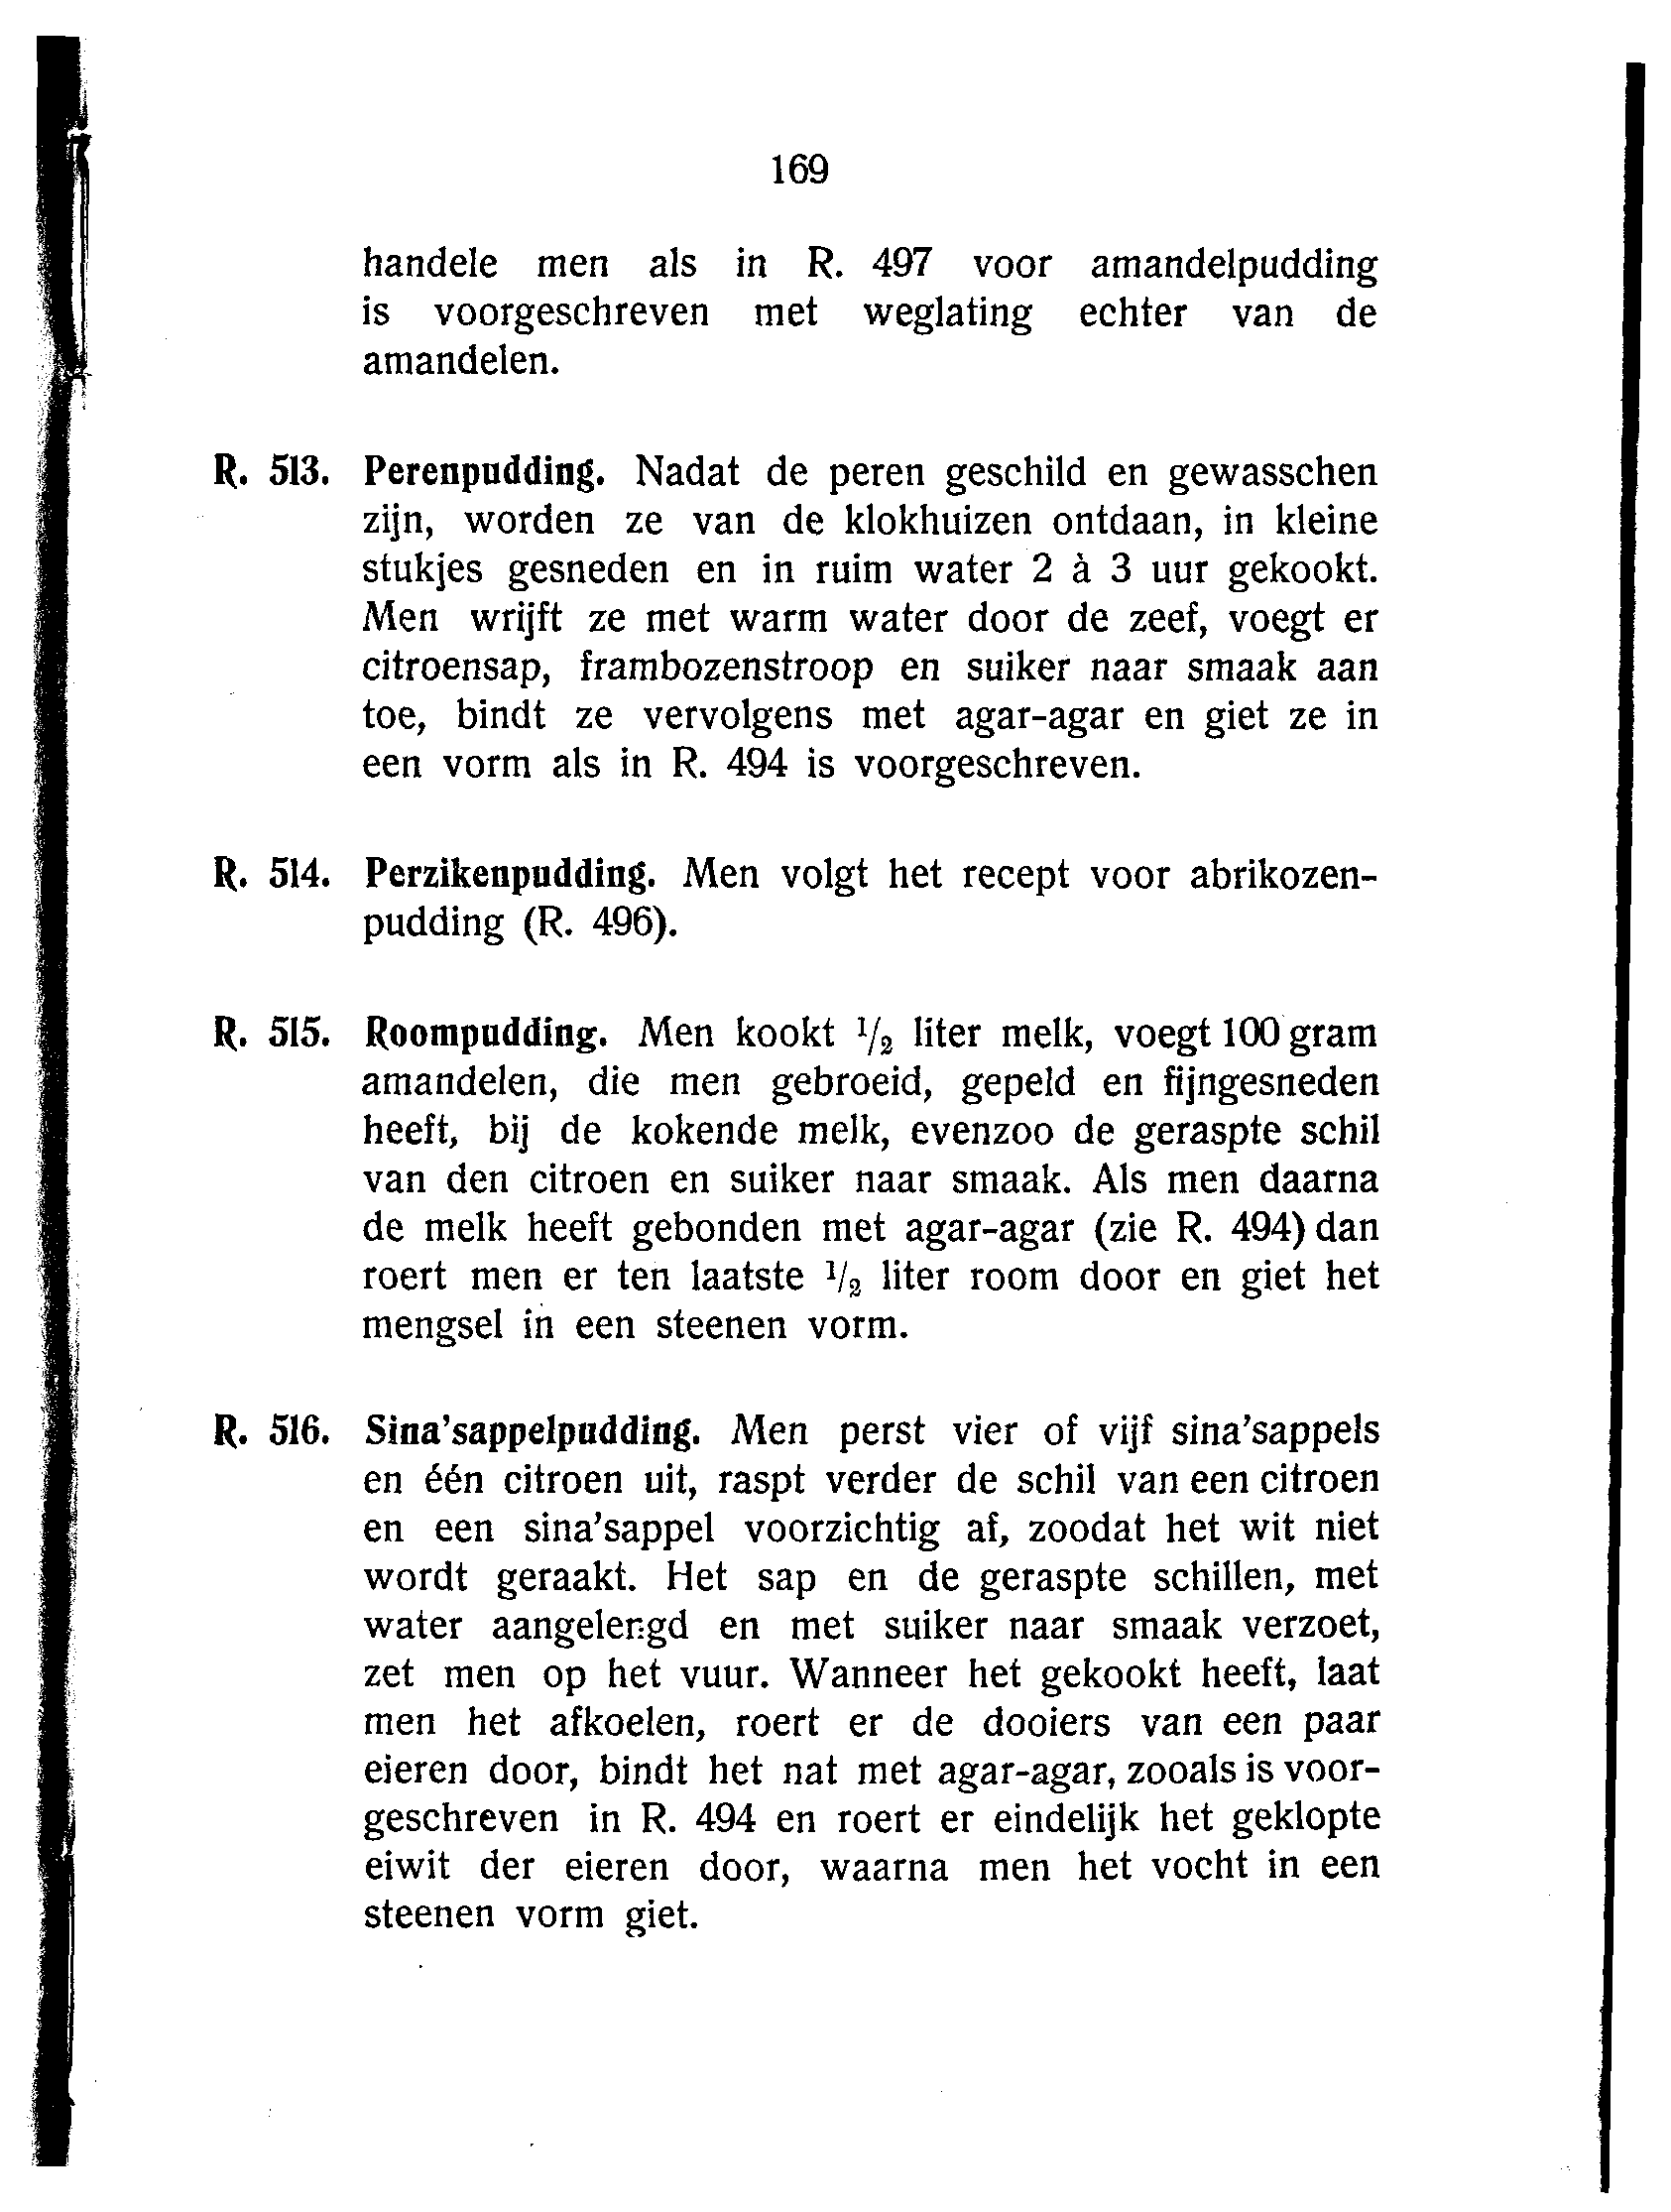 169
handele men als in R. 497 voor amandelpudding
is voorgeschreven met weglating echter van de
amandelen.
R. 513. Perenpudding. Nadat de peren geschild en gewasschen
zijn, worden ze van de klokhuizen ontdaan, in kleine
stukjes gesneden en in ruim water 2 à 3 uur gekookt.
Men wrijft ze met warm water door de zeef, voegt er
citroensap, frambozenstroop en suiker naar smaak aan
toe, bindt ze vervolgens met agar-agar en giet ze in
een vorm als in R. 494 is voorgeschreven.
R. 514. Perzikenpudding. Men volgt het recept voor abrikozen-
pudding (R. 496).
R. 515. Roompudding. Men kookt 1/2 liter melk, voegt 100 gram
amandelen, die men gebroeid, gepeld en fijngesneden
heeft, bij de kokende melk, evenzoo de geraspte schil
van den citroen en suiker naar smaak. Als men daarna
de melk heeft gebonden met agar-agar (zie R. 494) dan
roert men er ten laatste 1/2 liter room door en giet het
mengsel in een steenen vorm.
R. 516. Sina'sappelpudding. Men perst vier of vijf sina'sappels
en één citroen uit, raspt verder de schil van een citroen
en een sina'sappel voorzichtig af, zoodat het wit niet
wordt geraakt. Het sap en de geraspte schillen, met
water aangelengd en met suiker naar smaak verzoet,
zet men op het vuur. Wanneer het gekookt heeft, laat
men het afkoelen, roert er de dooiers van een paar
eieren door, bindt het nat met agar-agar, zooals is voor-
geschreven in R. 494 en roert er eindelijk het geklopte
eiwit der eieren door, waarna men het vocht in een
steenen vorm giet.